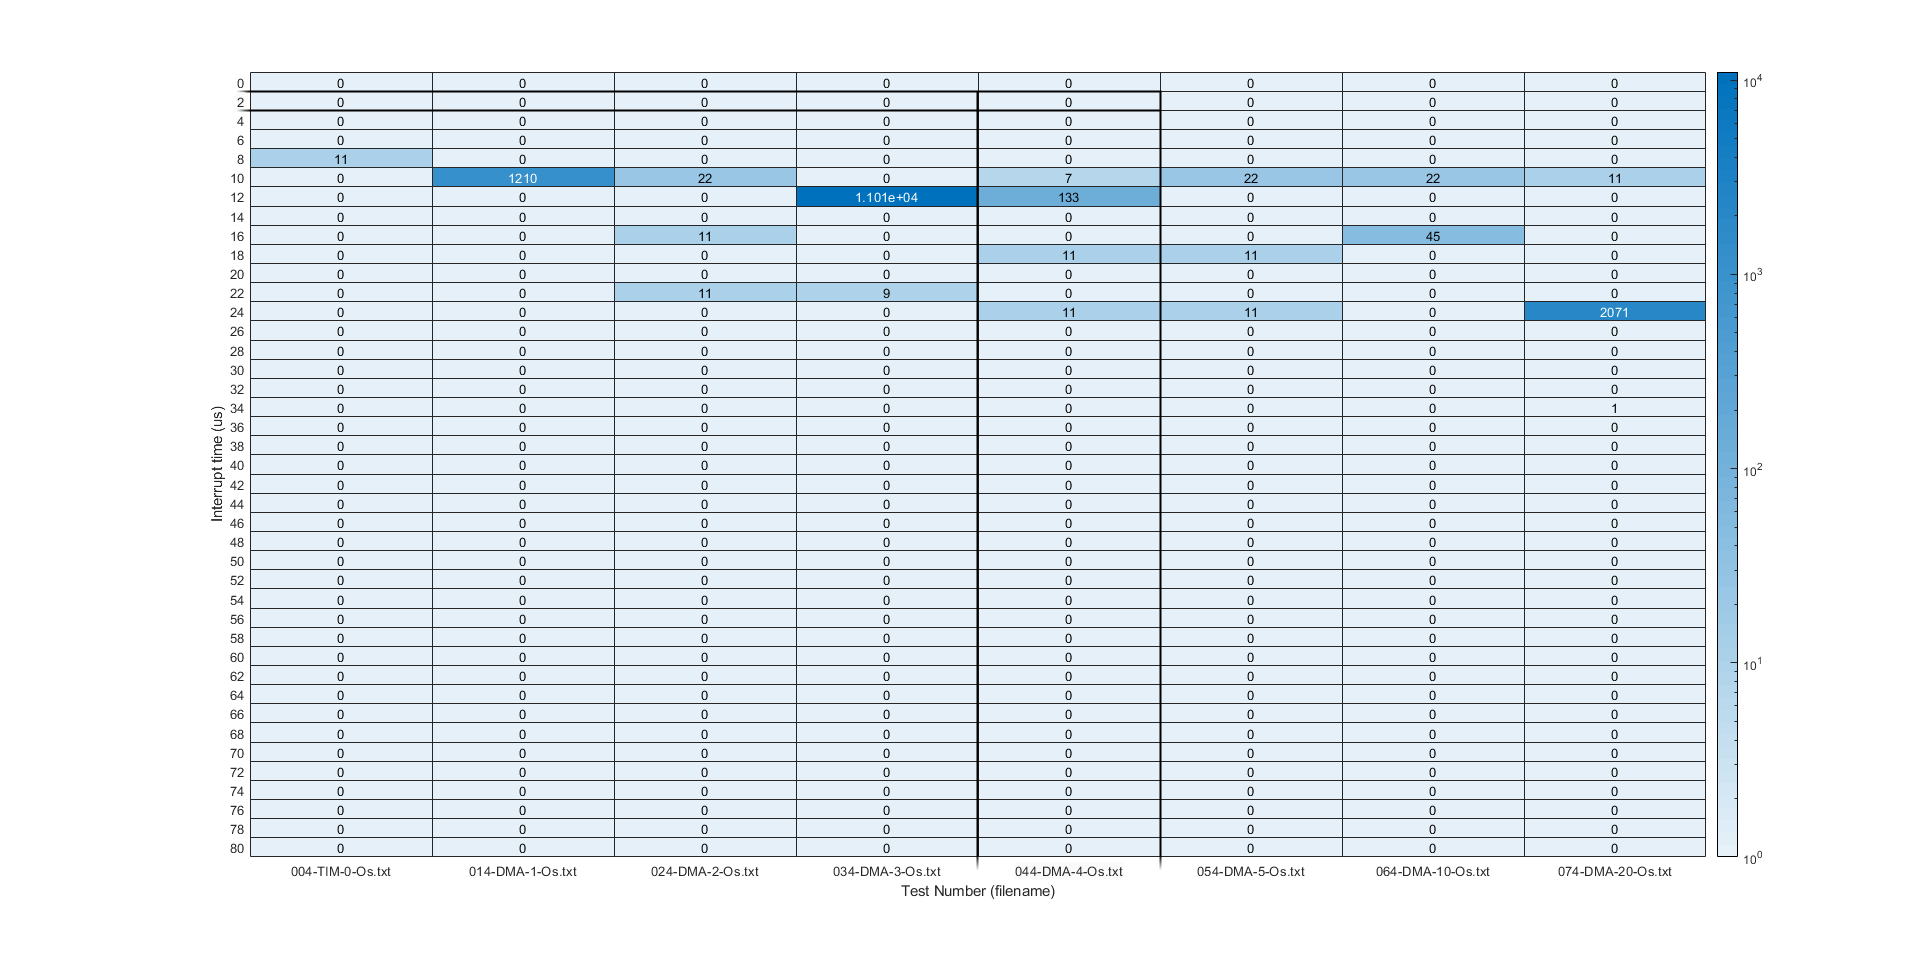 0 0 0 0 0 0 0 0 0
2 0 0 0 0 0 0 0 0
4 0 0 0 0 0 0 0 0
6 0 0 0 0 0 0 0 0
8 11 0 0 0 0 0 0 0
10 0 1210 22 0 7 22 22 11
12 0 0 0 1.101e+04 133 0 0 0
14 0 0 0 0 0 0 0 0
16 0 0 11 0 0 0 45 0
18 0 0 0 0 11 11 0 0
20 0 0 0 0 0 0 0 0
22 0 0 11 9 0 0 0 0
24 0 0 0 0 11 11 0 2071
26 0 0 0 0 0 0 0 0
28 0 0 0 0 0 0 0 0
30 0 0 0 0 0 0 0 0
32 0 0 0 0 0 0 0 0
34 0 0 0 0 0 0 0 1
36 0 0 0 0 0 0 0 0
38 0 0 0 0 0 0 0 0
40 0 0 0 0 0 0 0 0
42 0 0 0 0 0 0 0 0
44 0 0 0 0 0 0 0 0
46 0 0 0 0 0 0 0 0
48 0 0 0 0 0 0 0 0
50 0 0 0 0 0 0 0 0
52 0 0 0 0 0 0 0 0
54 0 0 0 0 0 0 0 0
56 0 0 0 0 0 0 0 0
58 0 0 0 0 0 0 0 0
60 0 0 0 0 0 0 0 0
62 0 0 0 0 0 0 0 0
64 0 0 0 0 0 0 0 0
66 0 0 0 0 0 0 0 0
68 0 0 0 0 0 0 0 0
70 0 0 0 0 0 0 0 0
72 0 0 0 0 0 0 0 0
74 0 0 0 0 0 0 0 0
76 0 0 0 0 0 0 0 0
78 0 0 0 0 0 0 0 0
80 0 0 0 0 0 0 0 0
004-TIM-0-Os.txt 014-DMA-1-Os.txt 024-DMA-2-Os.txt 034-DMA-3-Os.txt 044-DMA-4-Os.txt 054-DMA-5-Os.txt 064-DMA-10-Os.txt 074-DMA-20-Os.txt
Test Number (filename)
Interrupt time (us)
10⁴
10³
10²
10¹
10⁰